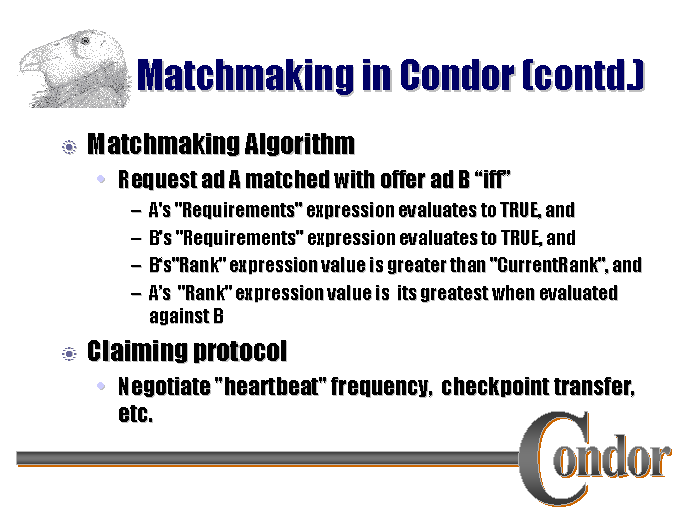 Matchmaking in Condor (contd.)
Matchmaking Algorithm
• Request ad A matched with offer ad B “iff”
– A's "Requirements" expression evaluates to TRUE, and
– B's "Requirements" expression evaluates to TRUE, and
– B‘s"Rank" expression value is greater than "CurrentRank", and
– A’s "Rank" expression value is its greatest when evaluated
against B
Claiming protocol
• Negotiate "heartbeat" frequency, checkpoint transfer,
etc.
Condor